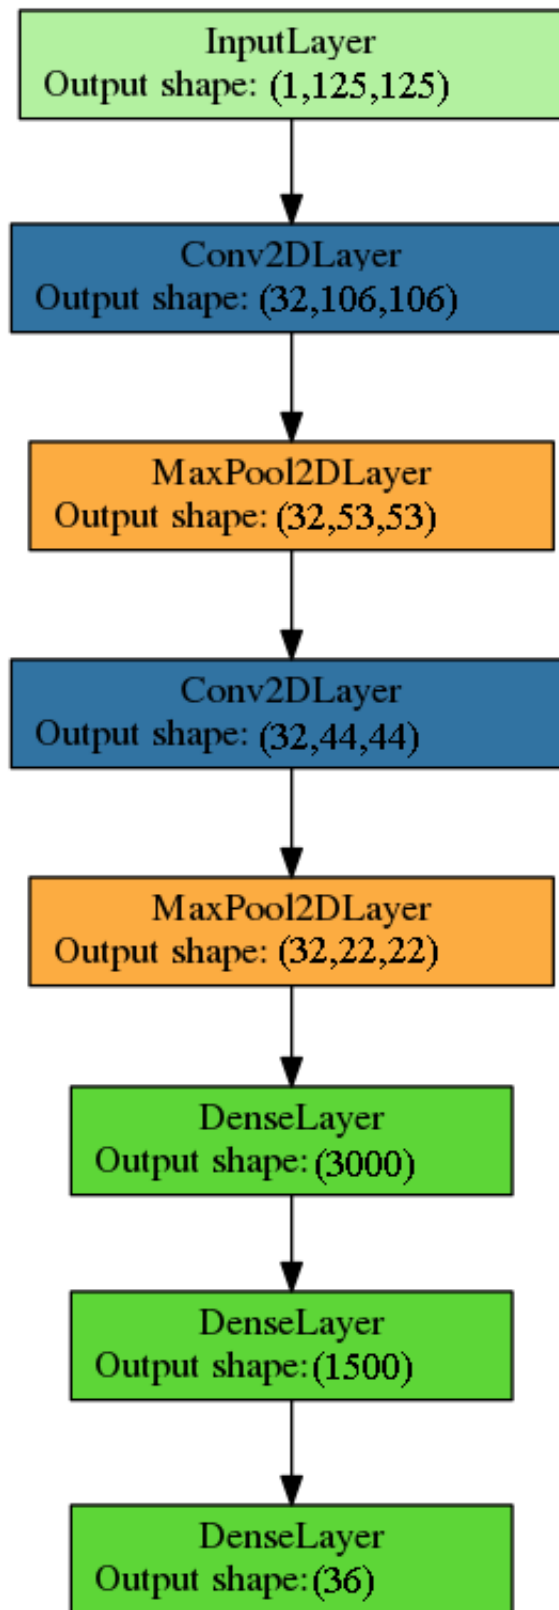 InputLayer
Output shape: (1,125,125)
Conv2DLayer
Output shape: (32,106,106)
MaxPool2DLayer
Output shape: (32,53,53)
Conv2DLayer
Output shape: (32,44,44)
MaxPool2DLayer
Output shape: (32,22,22)
DenseLayer
Output shape: (3000)
DenseLayer
Output shape: (1500)
DenseLayer
Output shape: (36)